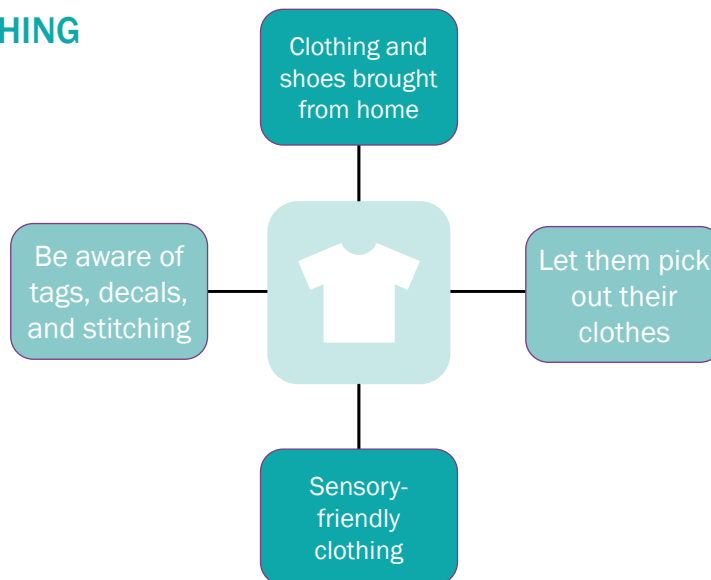 HING
Clothing and
shoes brought
from home
Be aware of
tags, decals,
and stitching
Let them pick
out their
clothes
Sensory-
friendly
clothing